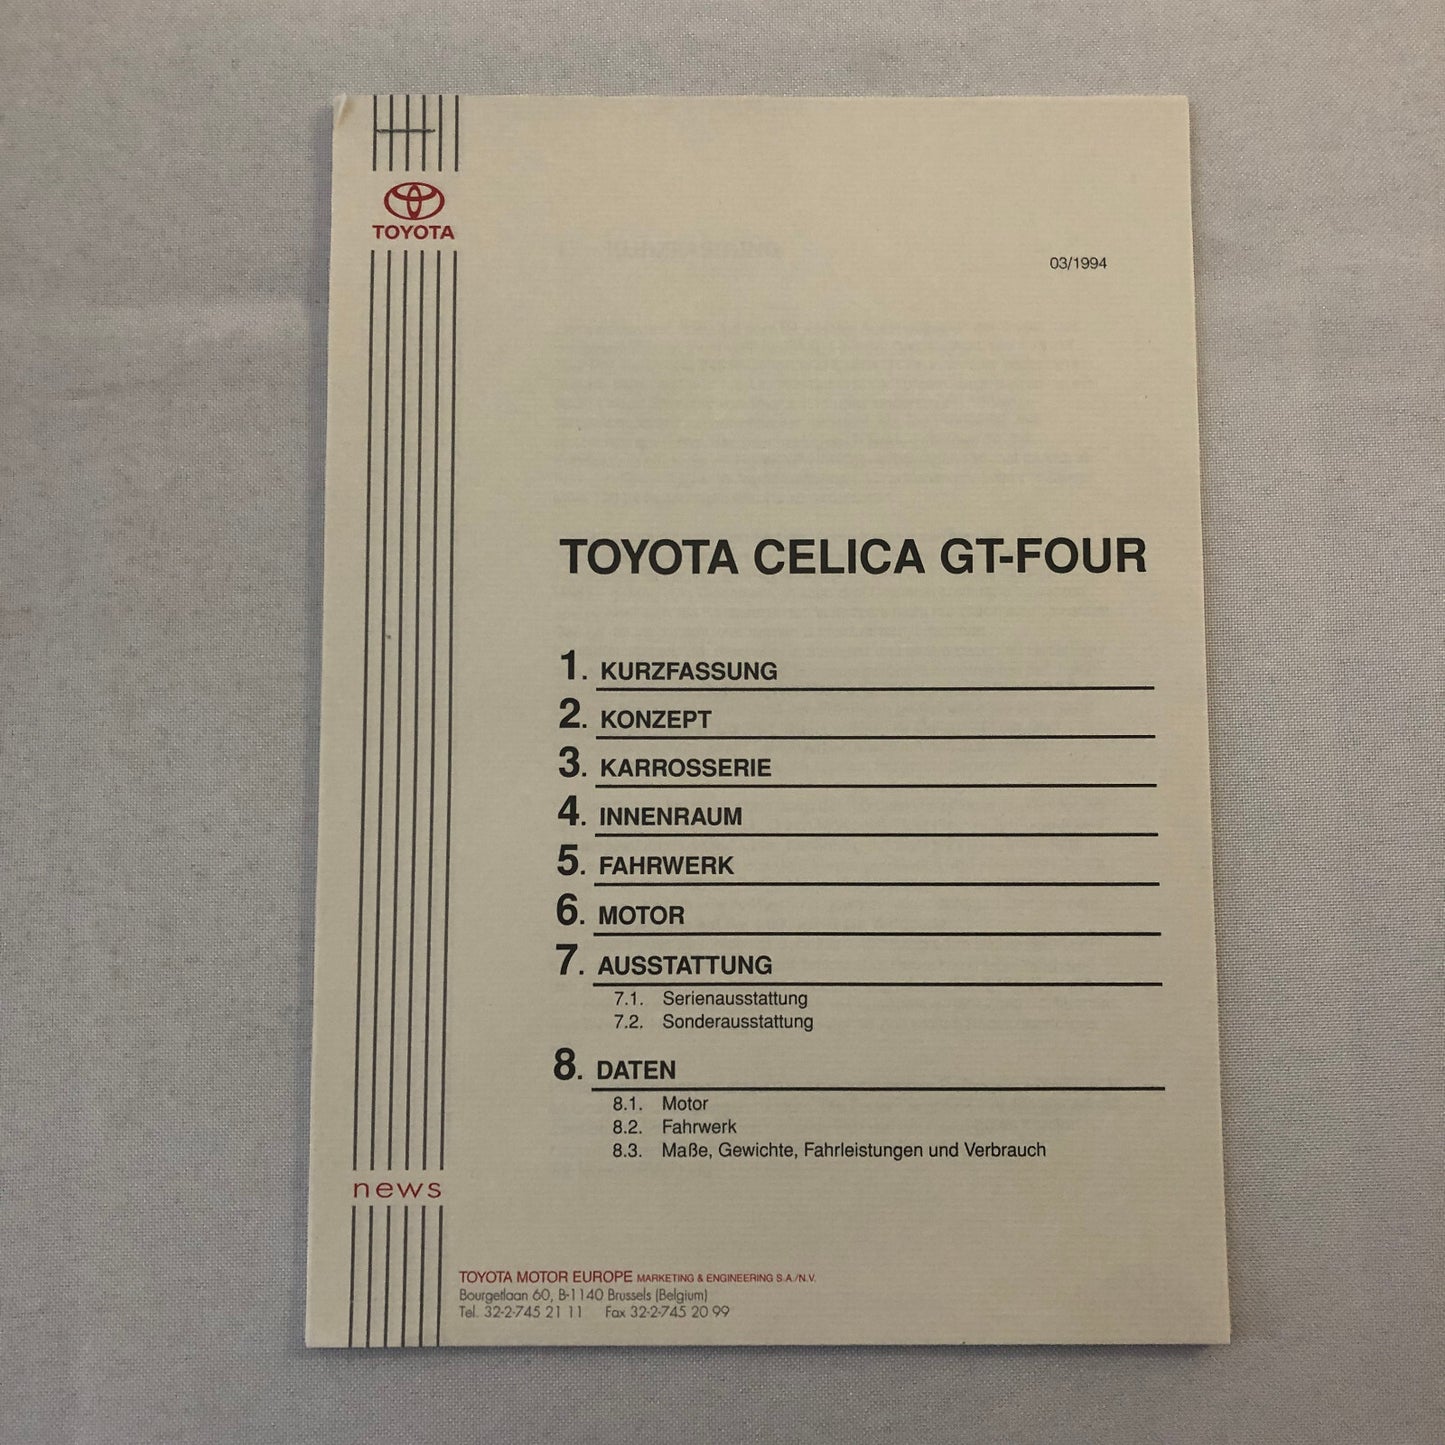 TOYOTA
03/1994
TOYOTA CELICA GT-FOUR
1. KURZFASSUNG
2. KONZEPT
3. KARROSSERIE
4. INNENRAUM
5. FAHRWERK
6. MOTOR
7. AUSSTATTUNG
7.1. Serienausstattung
7.2. Sonderausstattung
8. DATEN
8.1. Motor
8.2. Fahrwerk
8.3. Maße, Gewichte, Fahrleistungen und Verbrauch
news
TOYOTA MOTOR EUROPE MARKETING & ENGINEERING S.A./N.V.
Bourgetlaan 60, B-1140 Brussels (Belgium)
Tel. 32-2-745 21 11 Fax 32-2-745 20 99